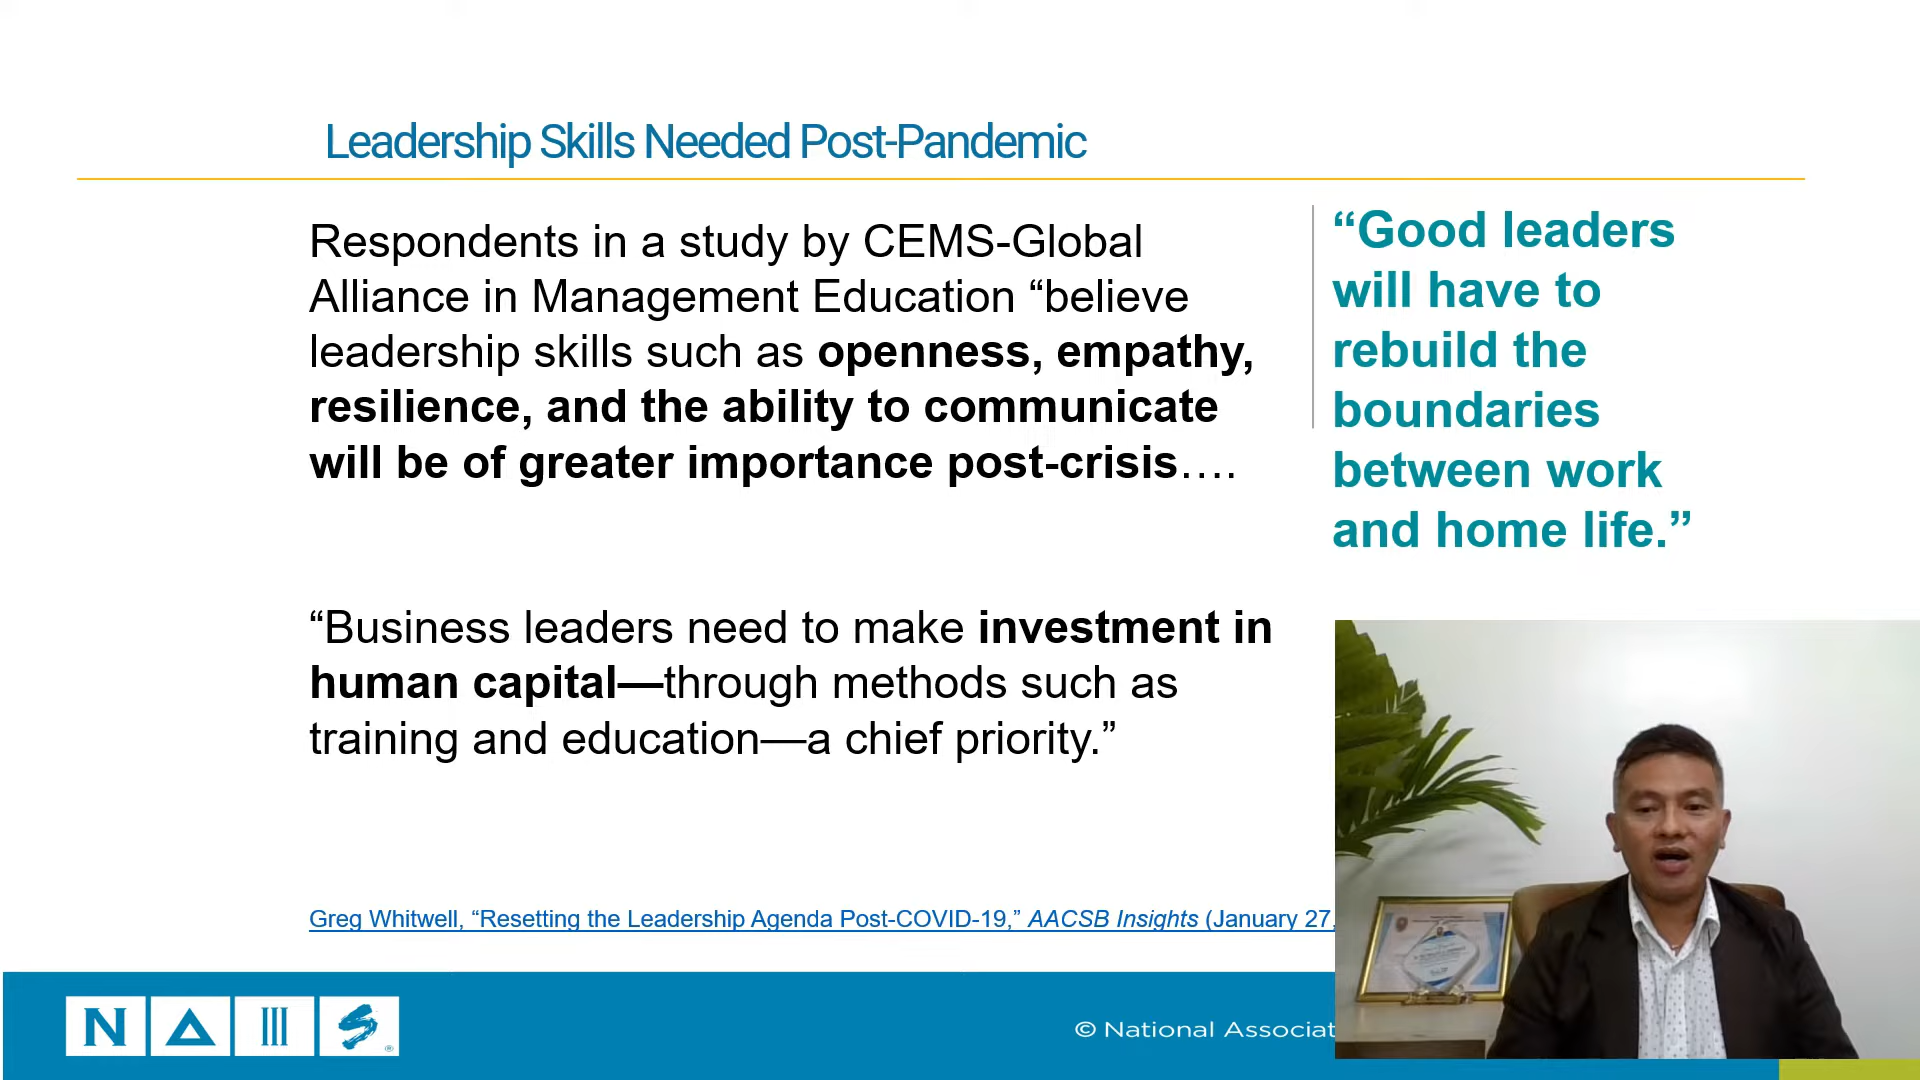 Leadership Skills Needed Post-Pandemic
Respondents in a study by CEMS-Global
Alliance in Management Education “believe
leadership skills such as openness, empathy,
resilience, and the ability to communicate
will be of greater importance post-crisis….
“Business leaders need to make investment in
human capital—through methods such as
training and education—a chief priority.”
“Good leaders
will have to
rebuild the
boundaries
between work
and home life.”
Greg Whitwell, “Resetting the Leadership Agenda Post-COVID-19,” AACSB Insights (January 27,
NAIS®
© National Associat